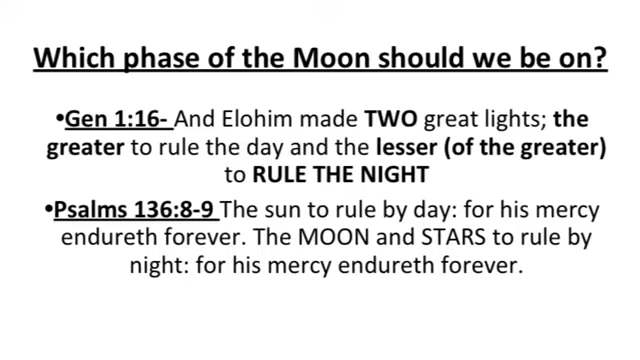 Which phase of the Moon should we be on?
•Gen 1:16- And Elohim made TWO great lights; the
greater to rule the day and the lesser (of the greater)
to RULE THE NIGHT
•Psalms 136:8-9 The sun to rule by day: for his mercy
endureth forever. The MOON and STARS to rule by
night: for his mercy endureth forever.